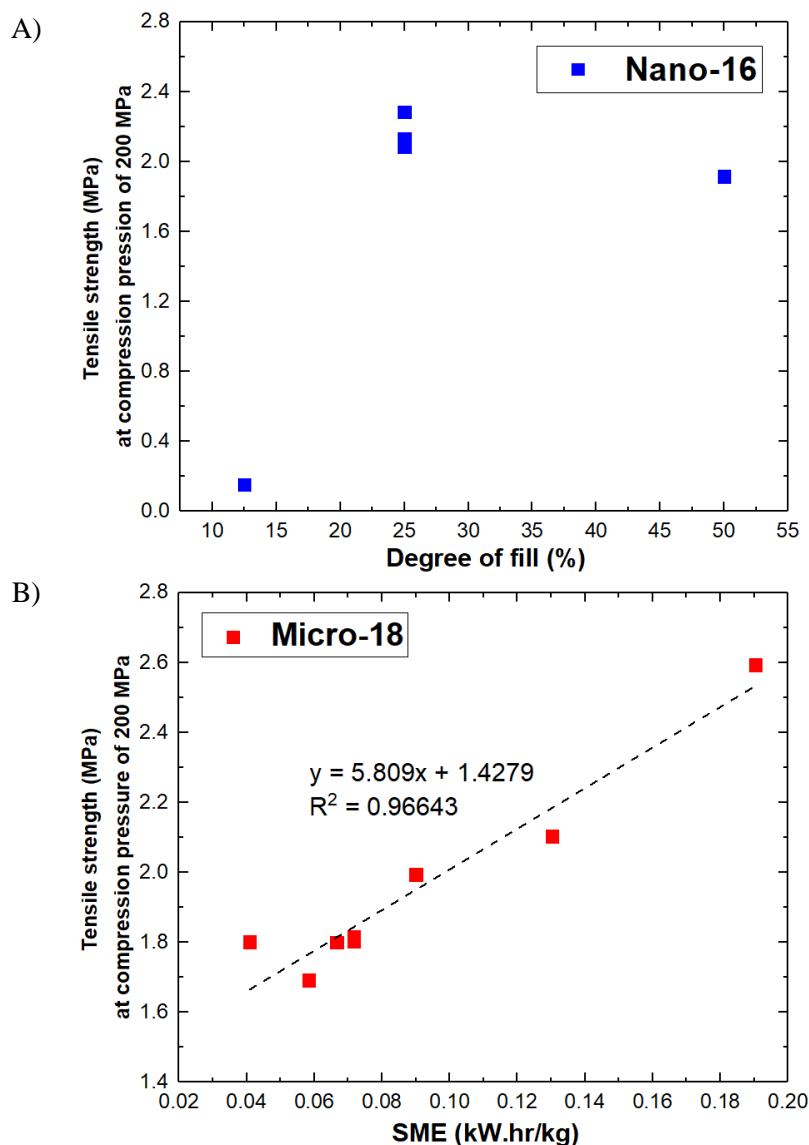 A)
Nano-16
Tensile strength (MPa)
at compression pression of 200 MPa
2.8
2.4
2.0
1.6
1.2
0.8
0.4
0.0
10 15 20 25 30 35 40 45 50 55
Degree of fill (%)
B)
Micro-18
Tensile strength (MPa)
at compression pressure of 200 MPa
2.8
2.6
2.4
2.2
2.0
1.8
1.6
1.4
y = 5.809x + 1.4279
R² = 0.96643
0.02 0.04 0.06 0.08 0.10 0.12 0.14 0.16 0.18 0.20
SME (kW.hr/kg)